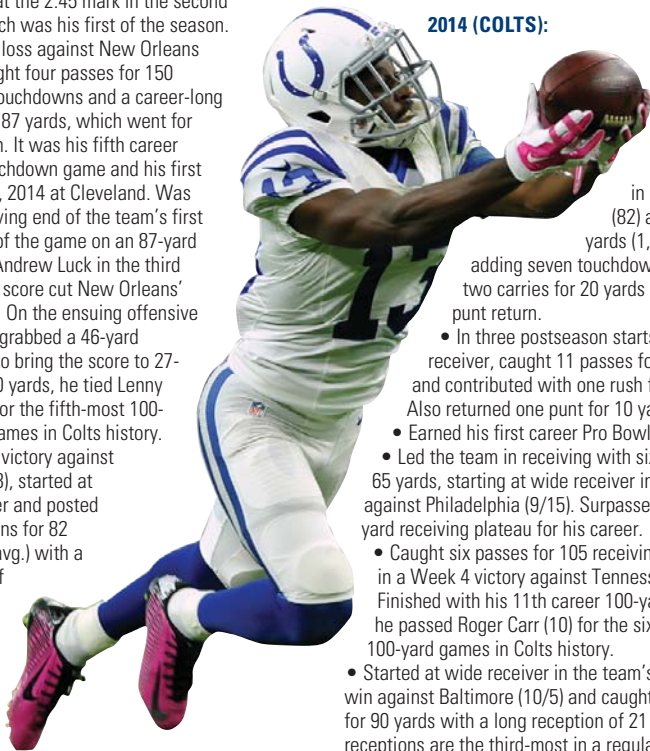 at the 2:45 mark in the second
ch was his first of the season.
loss against New Orleans
ght four passes for 150
ouchdowns and a career-long
87 yards, which went for
n. It was his fifth career
chdown game and his first
, 2014 at Cleveland. Was
ving end of the team's first
of the game on an 87-yard
Andrew Luck in the third
score cut New Orleans'
On the ensuing offensive
grabbed a 46-yard
o bring the score to 27-
0 yards, he tied Lenny
or the fifth-most 100-
ames in Colts history.
victory against
8), started at
er and posted
ns for 82
avg.) with a
f
2014 (COLTS):
in
(82) a
yards (1,
adding seven touchdow
two carries for 20 yards
punt return.
• In three postseason starts
receiver, caught 11 passes fo
and contributed with one rush f
Also returned one punt for 10 ya
• Earned his first career Pro Bowl
• Led the team in receiving with six
65 yards, starting at wide receiver in
against Philadelphia (9/15). Surpasse
yard receiving plateau for his career.
• Caught six passes for 105 receivin
in a Week 4 victory against Tenness
Finished with his 11th career 100-ya
he passed Roger Carr (10) for the six
100-yard games in Colts history.
• Started at wide receiver in the team's
win against Baltimore (10/5) and caught
for 90 yards with a long reception of 21
receptions are the third-most in a regula
13